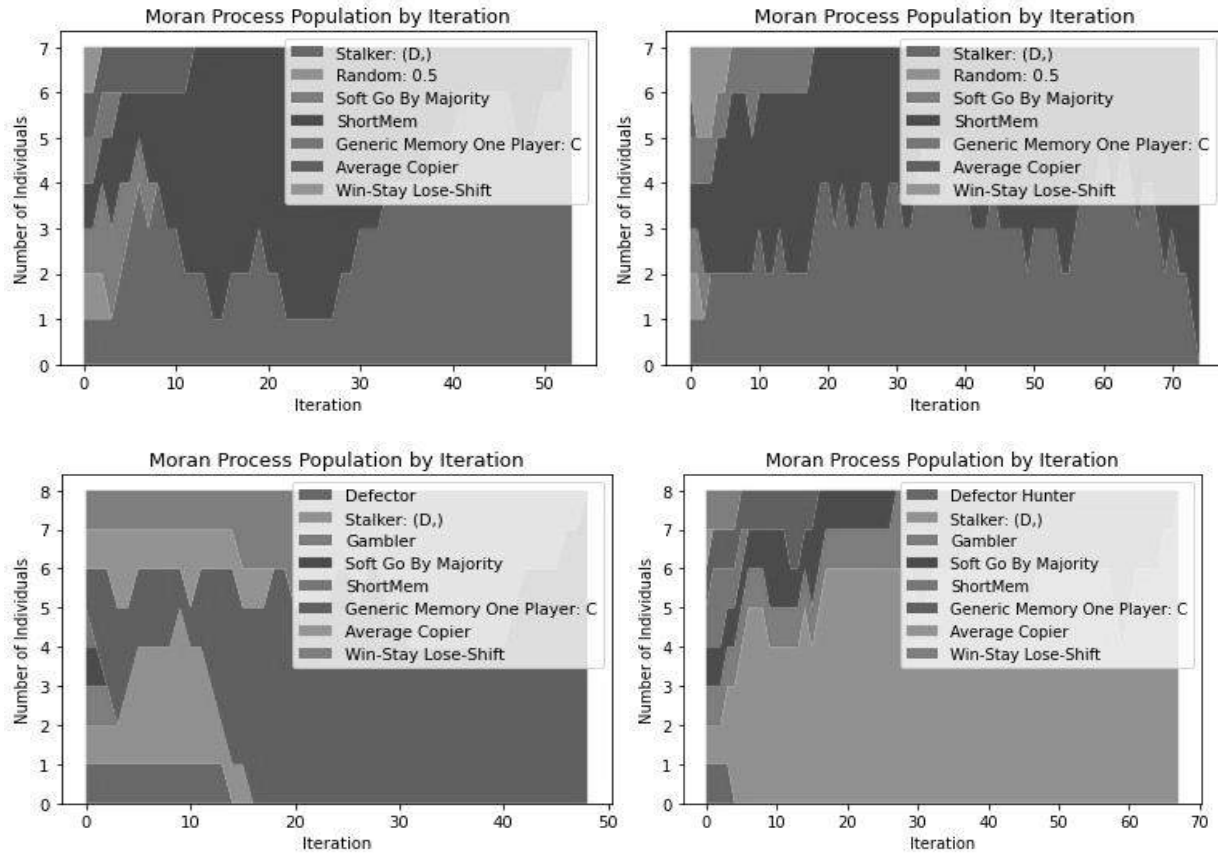 Moran Process Population by Iteration
Number of Individuals
7
6
5
4
3
2
1
0
Stalker: (D,)
Random: 0.5
Soft Go By Majority
ShortMem
Generic Memory One Player: C
Average Copier
Win-Stay Lose-Shift
0 10 20 30 40 50
Iteration
Moran Process Population by Iteration
Number of Individuals
7
6
5
4
3
2
1
0
Stalker: (D,)
Random: 0.5
Soft Go By Majority
ShortMem
Generic Memory One Player: C
Average Copier
Win-Stay Lose-Shift
0 10 20 30 40 50 60 70
Iteration
Moran Process Population by Iteration
Number of Individuals
8
7
6
5
4
3
2
1
0
Defector
Stalker: (D,)
Gambler
Soft Go By Majority
ShortMem
Generic Memory One Player: C
Average Copier
Win-Stay Lose-Shift
0 10 20 30 40 50
Iteration
Moran Process Population by Iteration
Number of Individuals
8
7
6
5
4
3
2
1
0
Defector Hunter
Stalker: (D,)
Gambler
Soft Go By Majority
ShortMem
Generic Memory One Player: C
Average Copier
Win-Stay Lose-Shift
0 10 20 30 40 50 60 70
Iteration